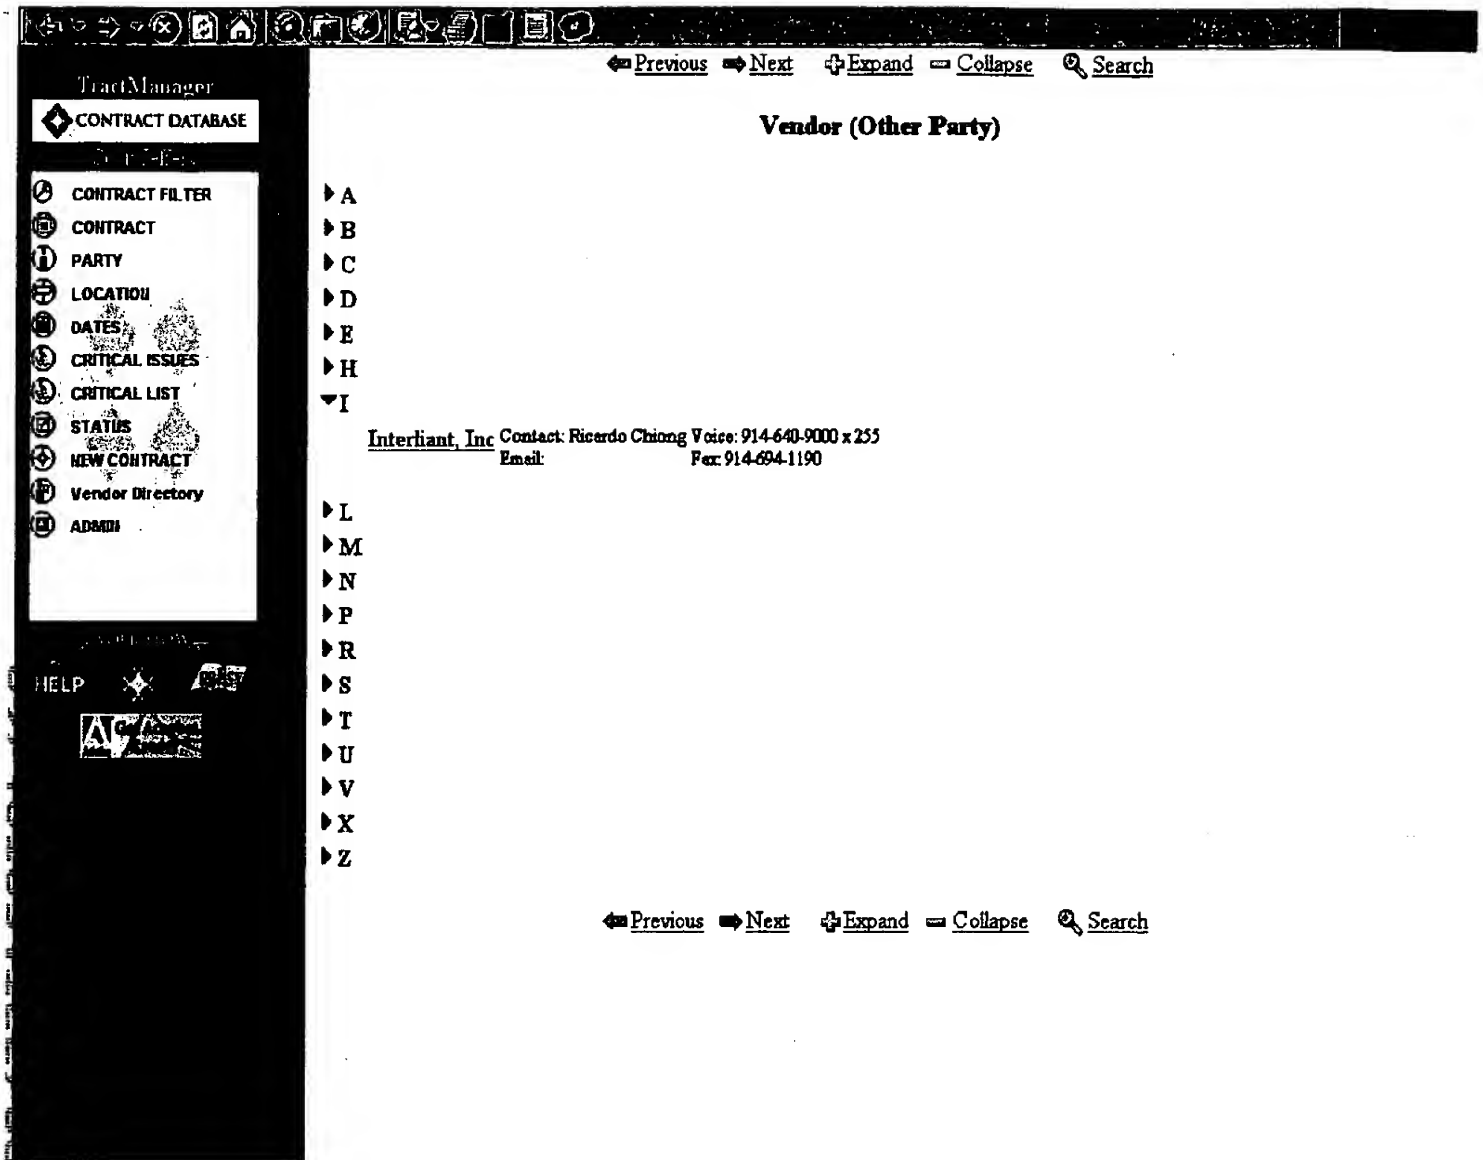 Previous Next Expand Collapse Search
TractManager
CONTRACT DATABASE
Vendor (Other Party)
CONTRACT FILTER
CONTRACT
PARTY
LOCATION
DATES
CRITICAL ISSUES
CRITICAL LIST
STATUS
NEW CONTRACT
Vendor Directory
ADMIN
HELP
A
B
C
D
E
H
I
Interliant, Inc Contact: Ricardo Chiong Voice: 914-640-9000 x 255
Email: Fax: 914-694-1190
L
M
N
P
R
S
T
U
V
X
Z
Previous Next Expand Collapse Search